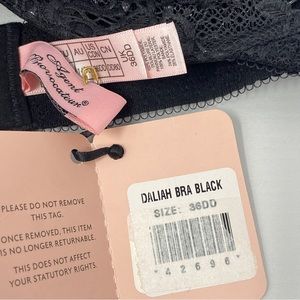 Agent
Provocateur®
36DD
PLEASE DO NOT REMOVE
THIS TAG.
ONCE REMOVED, THIS ITEM
IS NO LONGER RETURNABLE.
THIS DOES NOT AFFECT
YOUR STATUTORY RIGHTS.
DALIAH BRA BLACK
SIZE: 36DD
*42696*